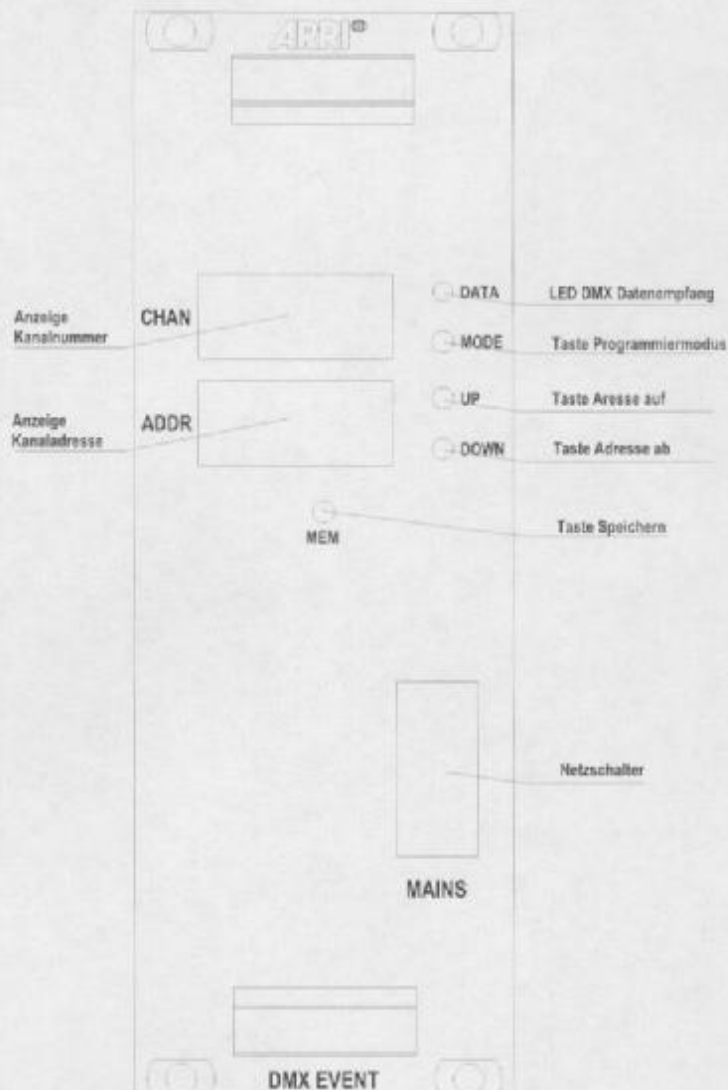 ARRI®
DATA
LED DMX Datenempfang
Anzeige
Kanalnummer
CHAN
MODE
Taste Programmiermodus
Anzeige
Kanaladresse
ADDR
UP
Taste Aresse auf
DOWN
Taste Adresse ab
MEM
Taste Speichern
Netzschalter
MAINS
DMX EVENT